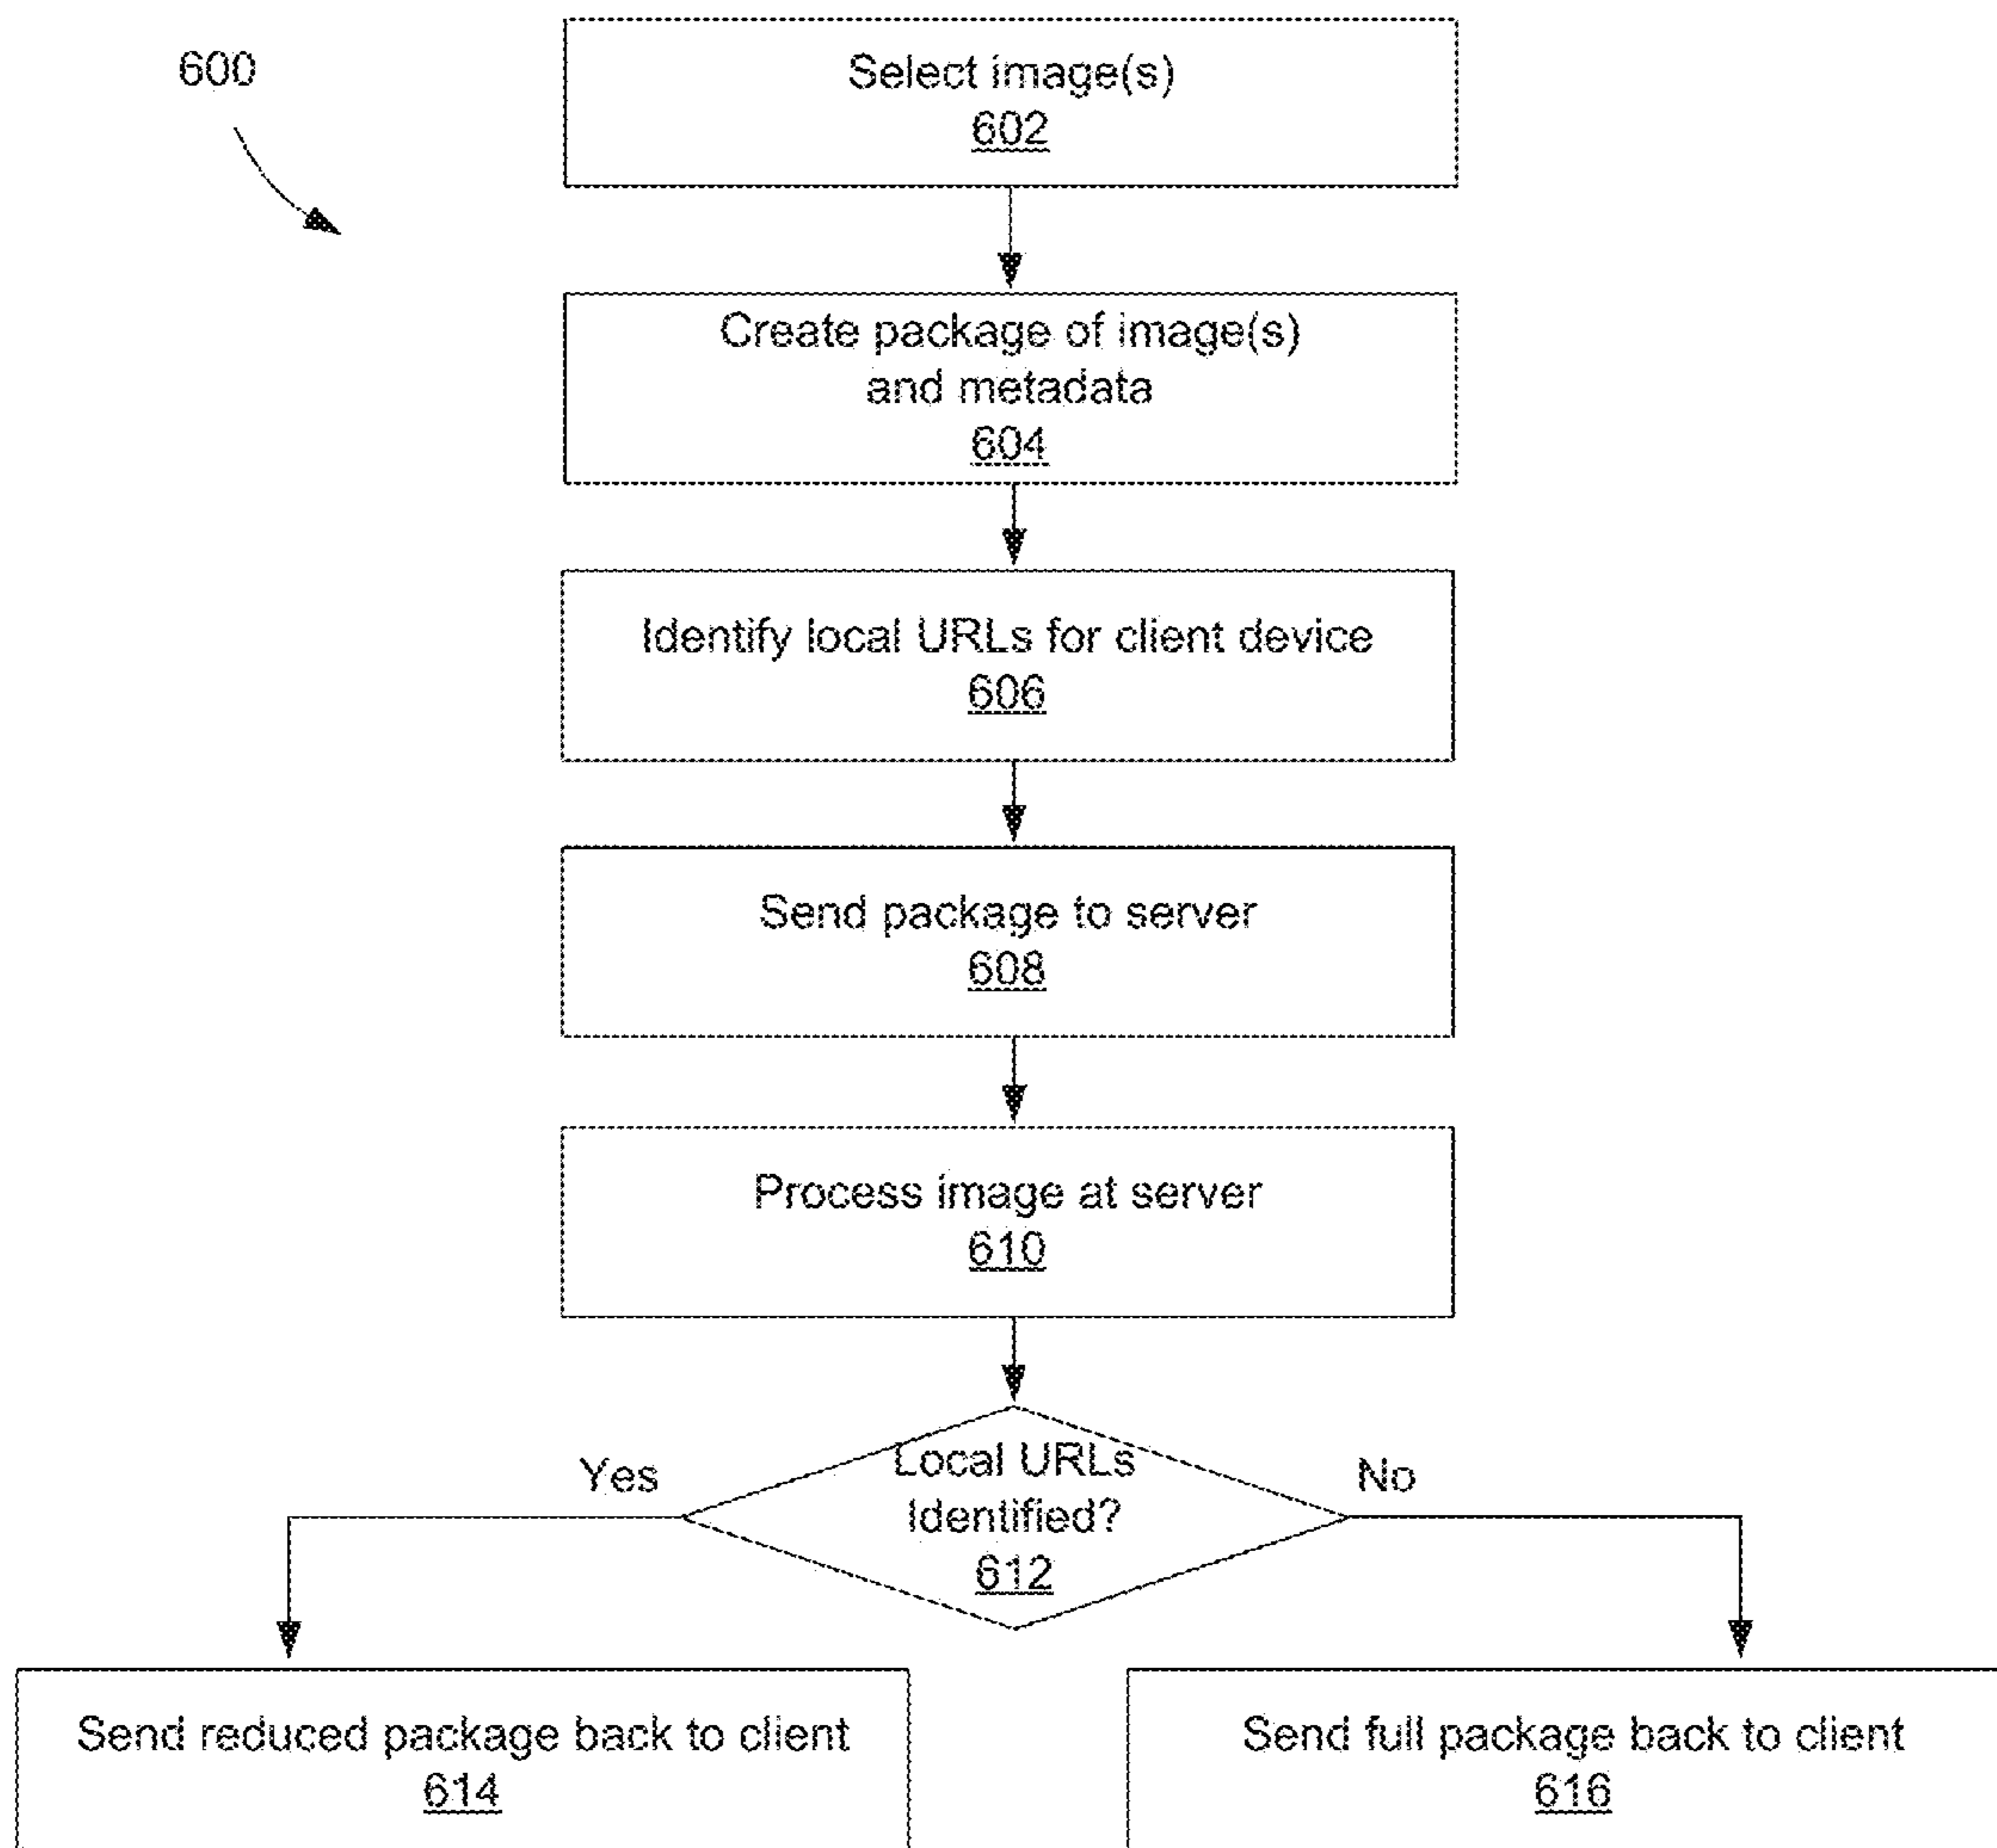 600
Select image(s)
602
Create package of image(s)
and metadata
604
Identify local URLs for client device
606
Send package to server
608
Process image at server
610
Local URLs
Identified?
612
Yes
No
Send reduced package back to client
614
Send full package back to client
616